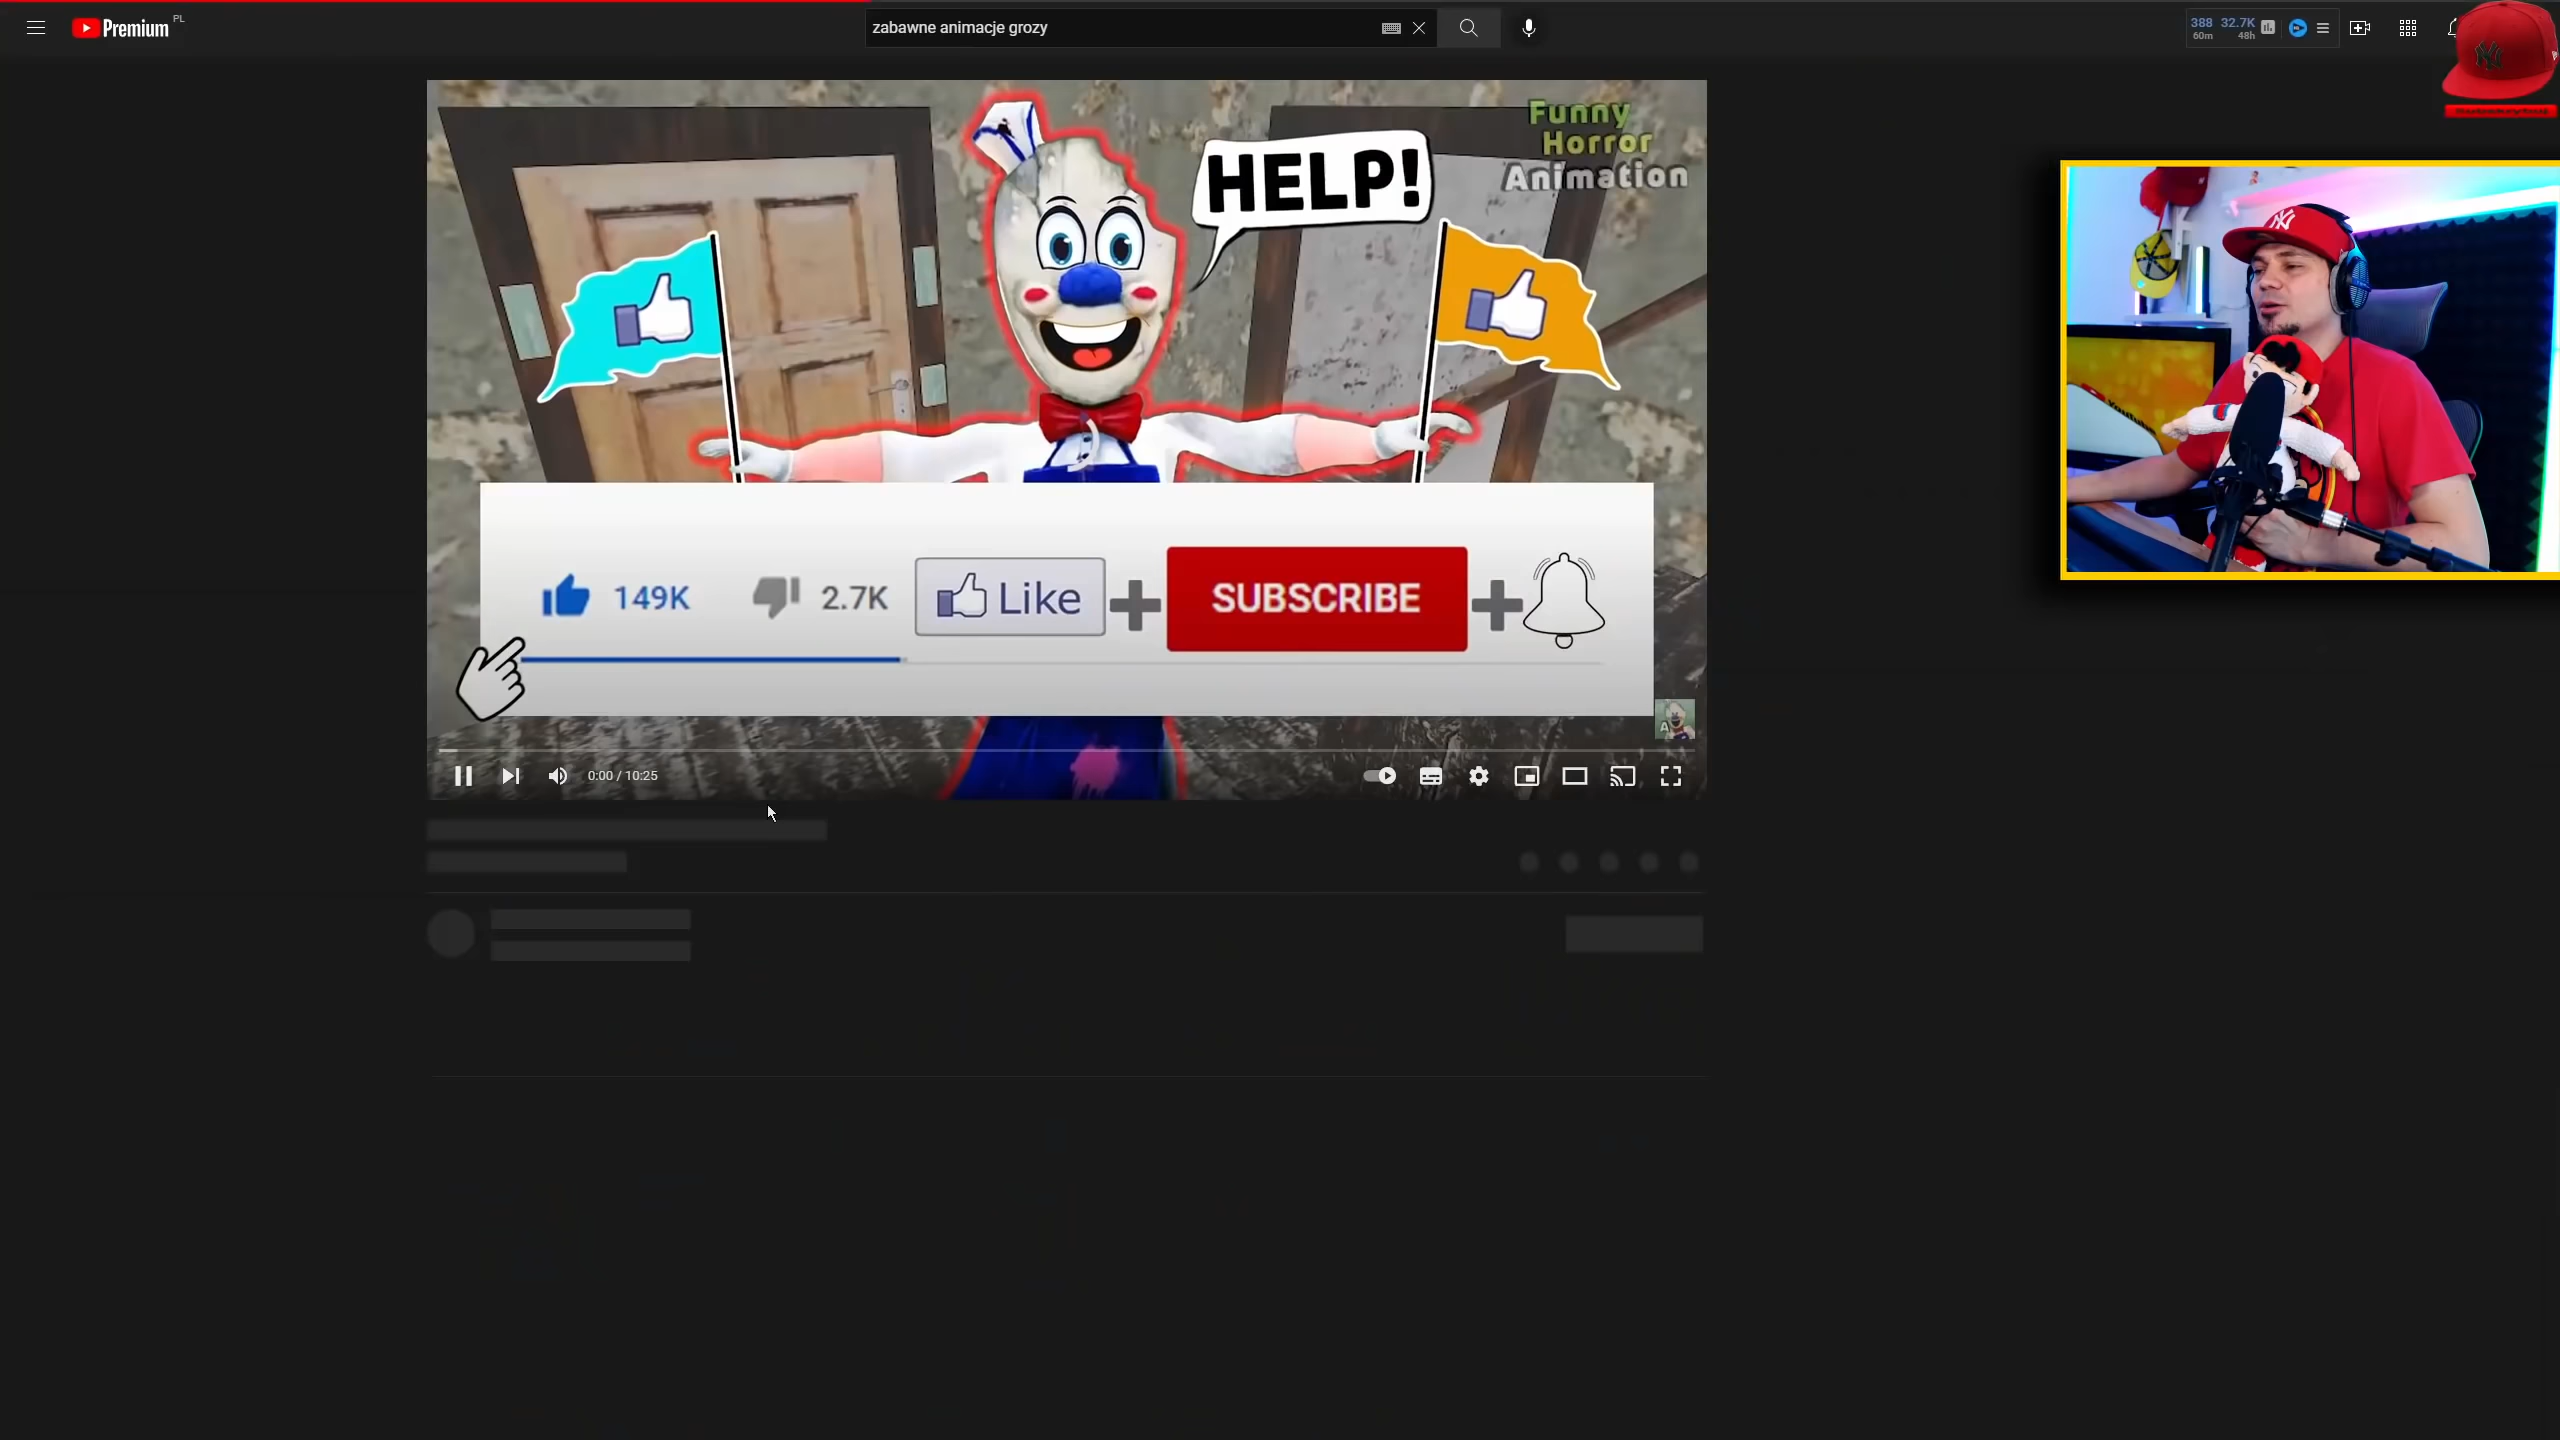 Premium PL
zabawne animacje grozy
388 32.7K
60m 48h
Funny
Horror
Animation
HELP!
149K 2.7K Like SUBSCRIBE
0:00 / 10:25